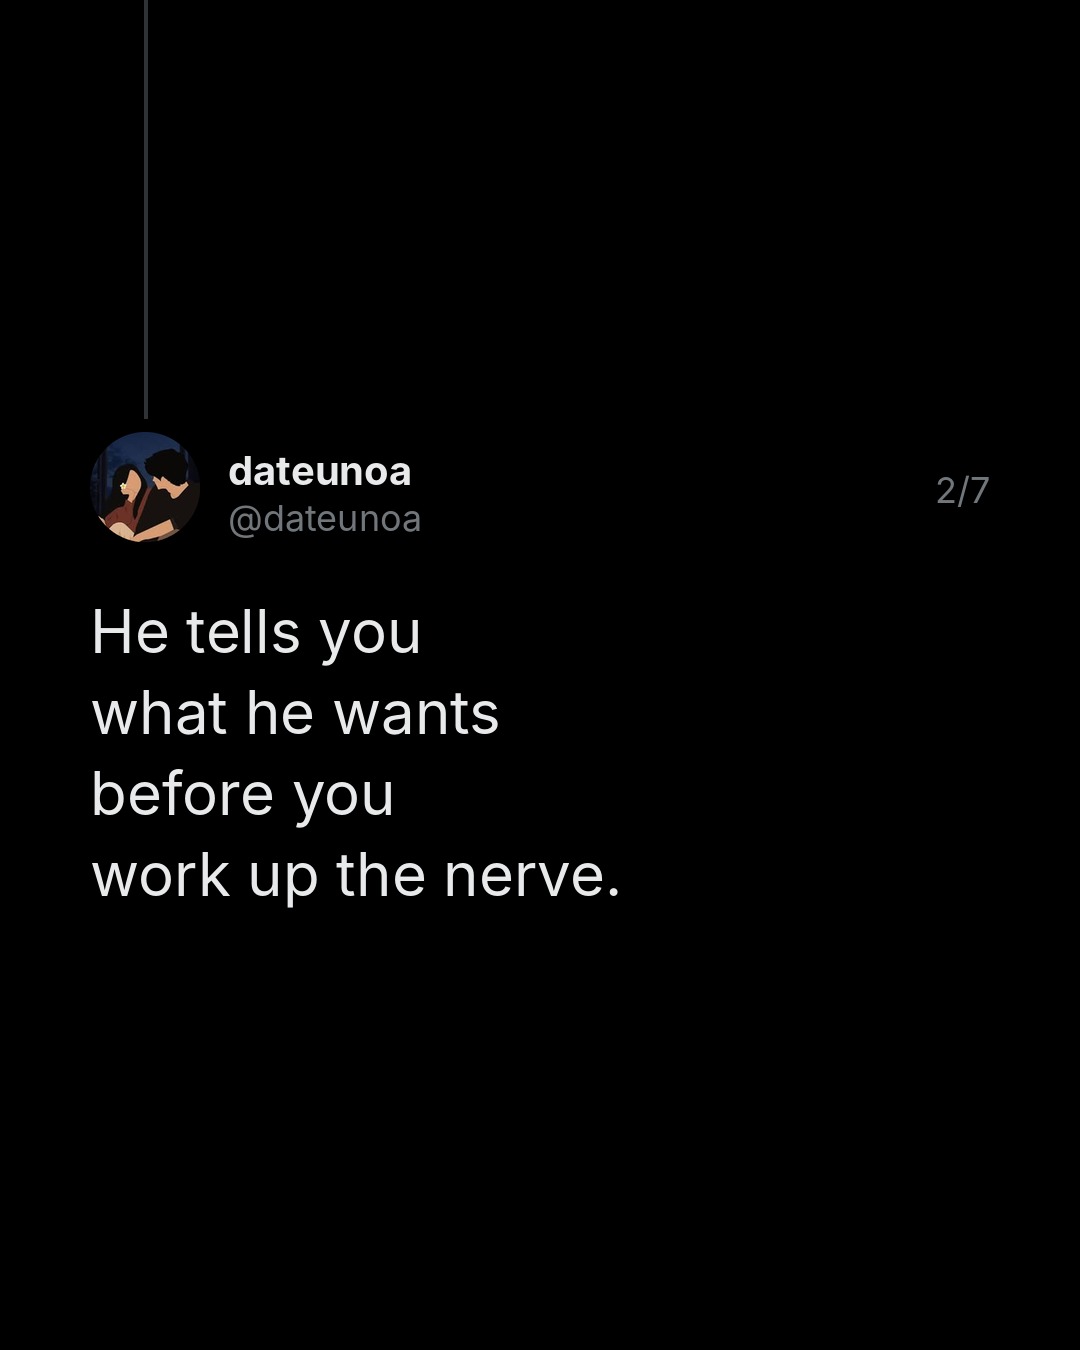 dateunoa
@dateunoa
2/7
He tells you
what he wants
before you
work up the nerve.